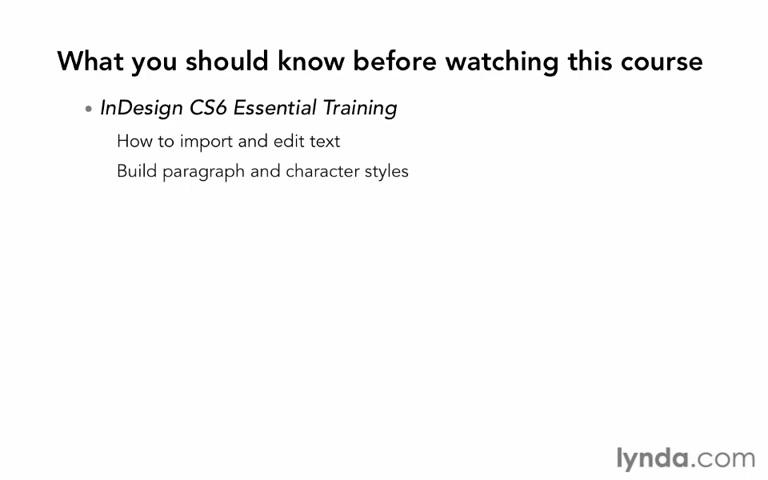 What you should know before watching this course
• InDesign CS6 Essential Training
How to import and edit text
Build paragraph and character styles
lynda.com